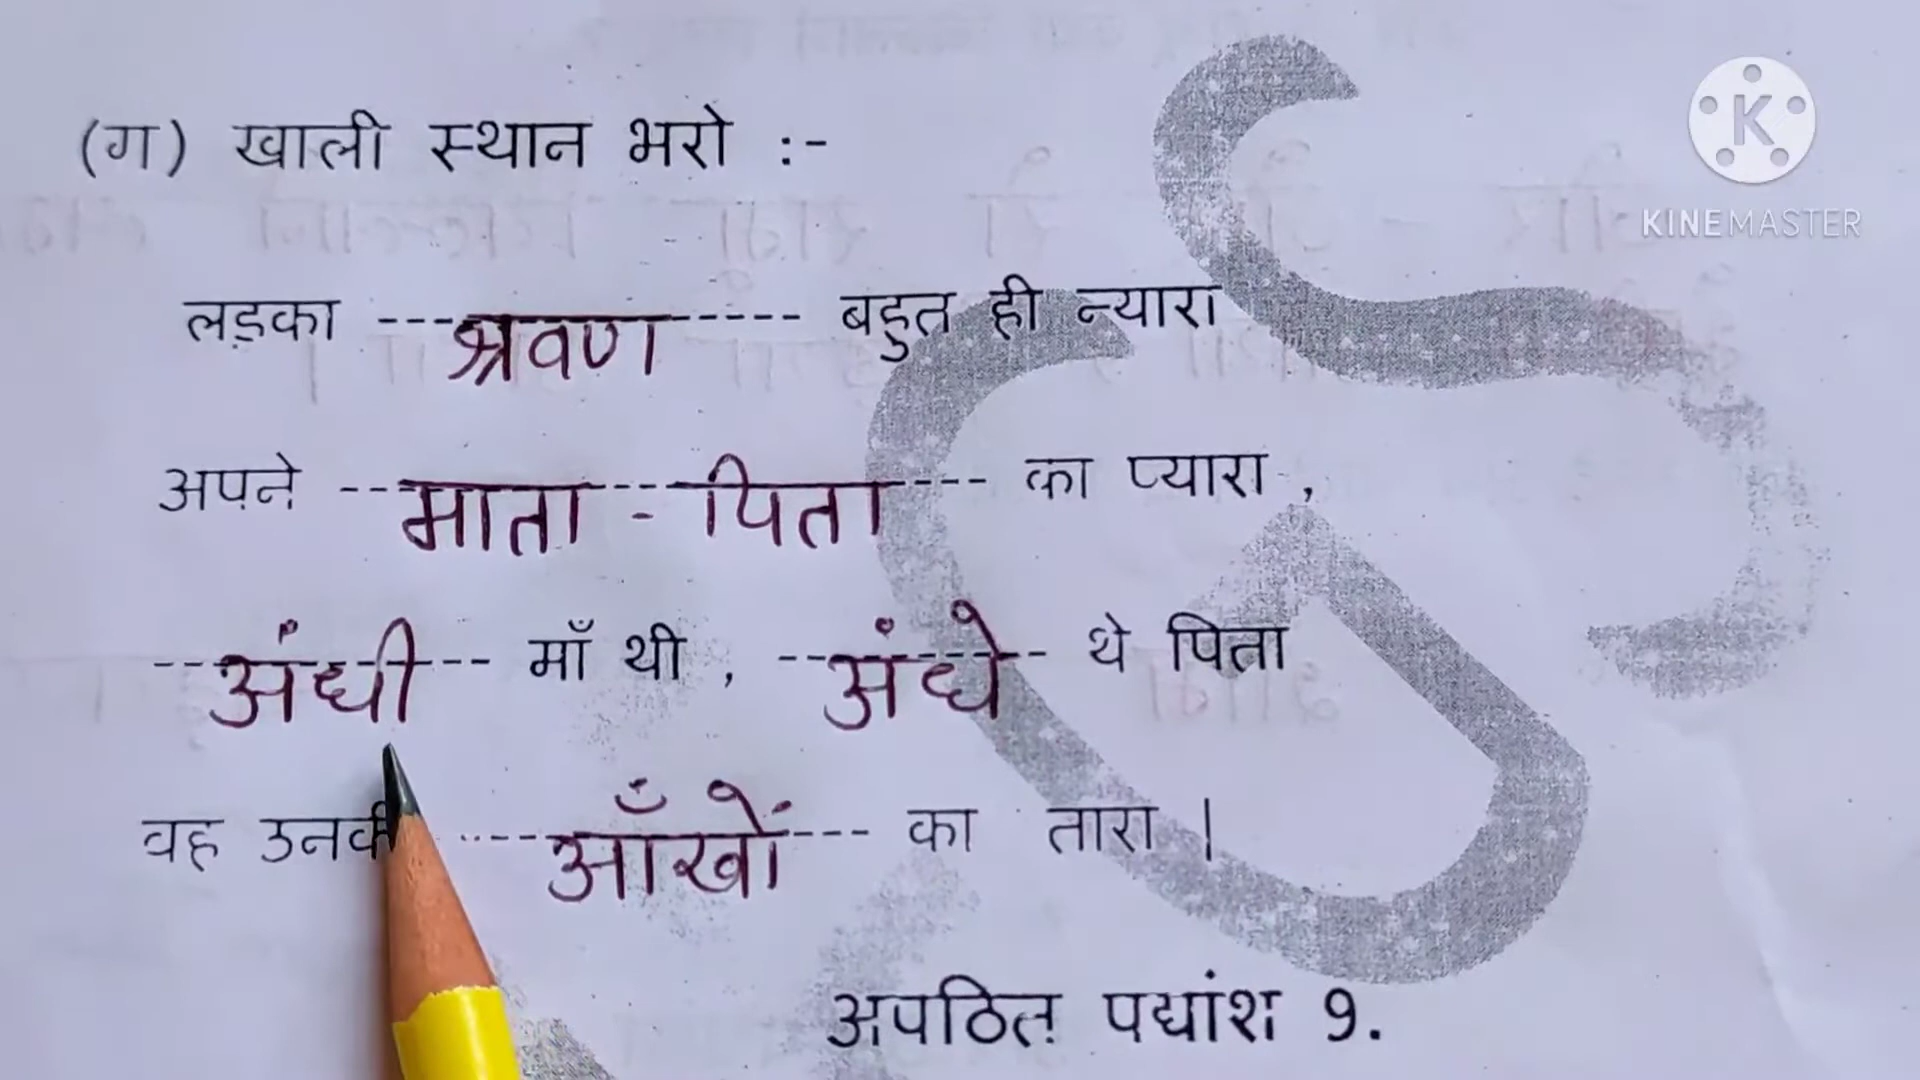 (ग) खाली स्थान भरो :-
KINEMASTER
लड़का ---श्रवण----- बहुत ही न्यारा
अपने --माता - पिता---- का प्यारा ,
--अंधी--- माँ थी , --अंधे-- थे पिता
वह उनकी ----आँखों--- का तारा |
अपठित पद्यांश 9.